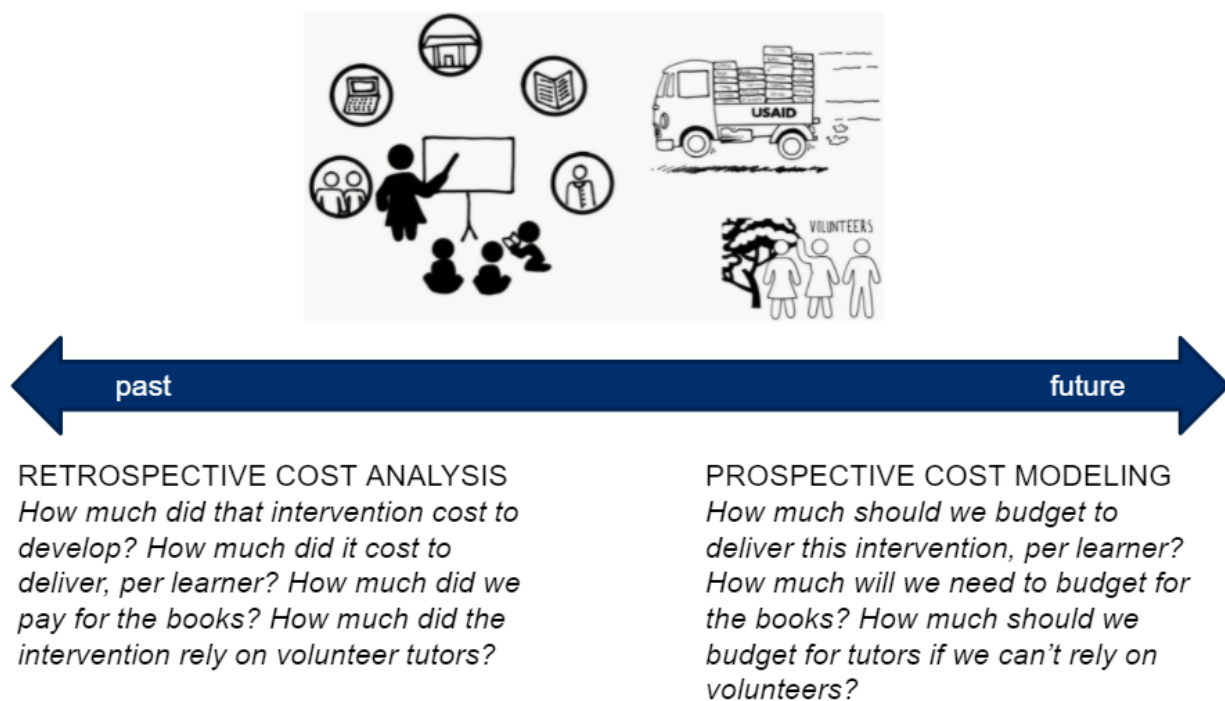 USAID
VOLUNTEERS
past
future
RETROSPECTIVE COST ANALYSIS
How much did that intervention cost to
develop? How much did it cost to
deliver, per learner? How much did we
pay for the books? How much did the
intervention rely on volunteer tutors?
PROSPECTIVE COST MODELING
How much should we budget to
deliver this intervention, per learner?
How much will we need to budget for
the books? How much should we
budget for tutors if we can't rely on
volunteers?